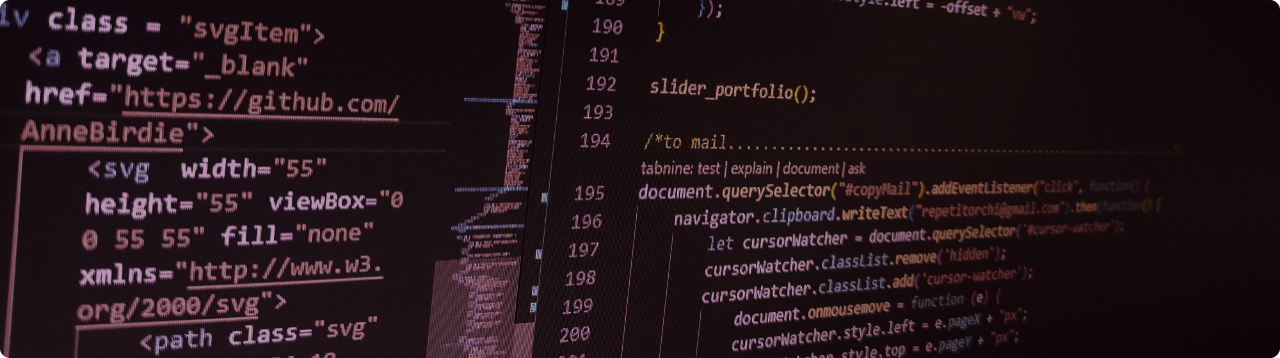 iv class = "svgItem">
<a target="_blank"
href="https://github.com/
AnneBirdie">
<svg width="55"
height="55" viewBox="0
0 55 55" fill="none"
xmlns="http://www.w3.
org/2000/svg">
<path class="svg"
189
style.left = -offset + "vw";
});
190 }
191
192 slider_portfolio();
193
194 /*to mail..............................................................
tabnine: test | explain | document | ask
195 document.querySelector("#copyMail").addEventListener("click", function() {
196 navigator.clipboard.writeText("repetitorchi@gmail.com").then(function() {
197 let cursorWatcher = document.querySelector('#cursor-watcher');
198 cursorWatcher.classList.remove('hidden');
199 cursorWatcher.classList.add('cursor-watcher');
200 document.onmousemove = function (e) {
cursorWatcher.style.left = e.pageX + "px";
cursorWatcher.style.top = e.pageY + "px";